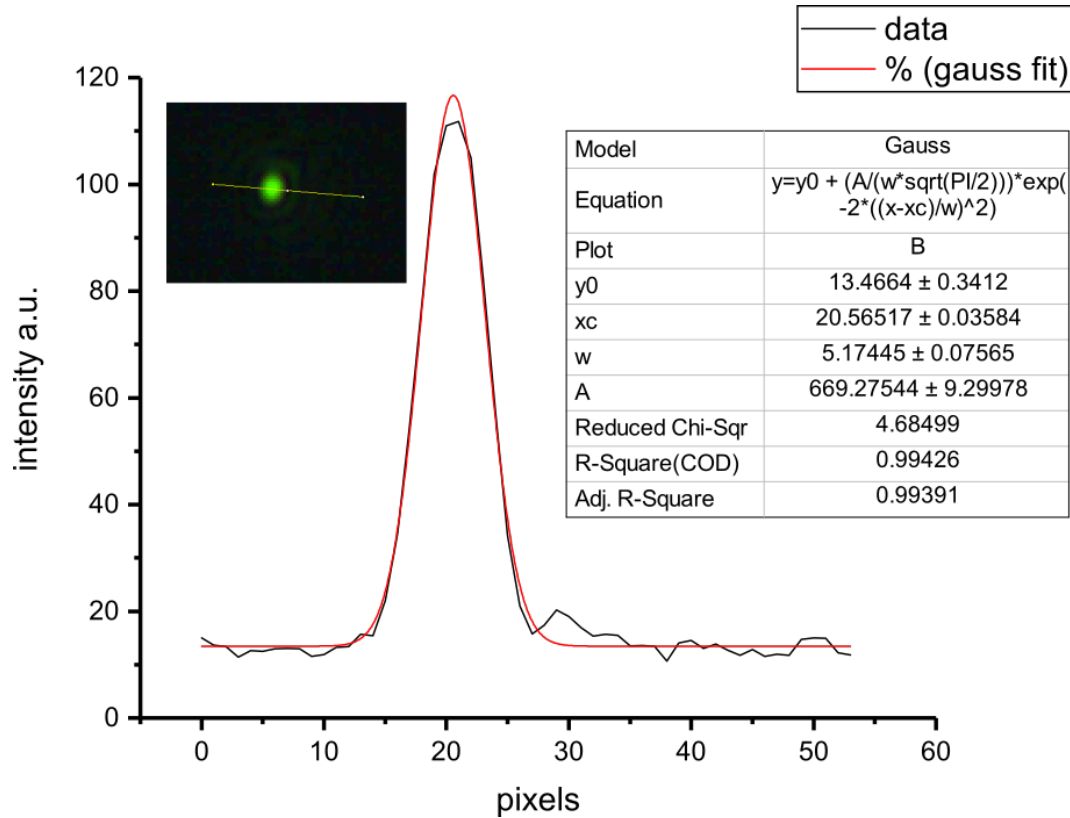 data
% (gauss fit)
120
100
80
60
40
20
0
intensity a.u.
0 10 20 30 40 50 60
pixels
Model Gauss
Equation y=y0 + (A/(w*sqrt(PI/2)))*exp(
-2*((x-xc)/w)^2)
Plot B
y0 13.4664 ± 0.3412
xc 20.56517 ± 0.03584
w 5.17445 ± 0.07565
A 669.27544 ± 9.29978
Reduced Chi-Sqr 4.68499
R-Square(COD) 0.99426
Adj. R-Square 0.99391